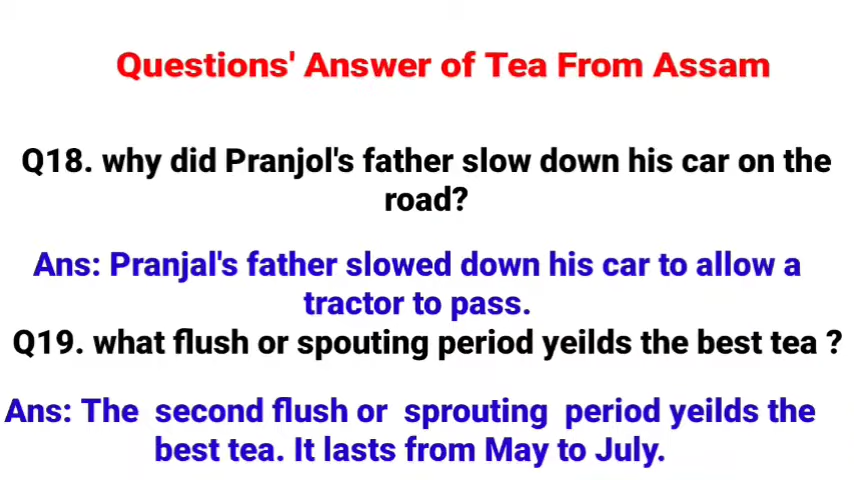 Questions' Answer of Tea From Assam
Q18. why did Pranjol's father slow down his car on the
road?
Ans: Pranjal's father slowed down his car to allow a
tractor to pass.
Q19. what flush or spouting period yeilds the best tea ?
Ans: The second flush or sprouting period yeilds the
best tea. It lasts from May to July.